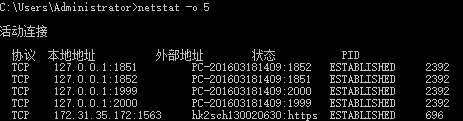 C:\Users\Administrator>netstat -o 5
活动连接
协议 本地地址 外部地址 状态 PID
TCP 127.0.0.1:1851 PC-201603181409:1852 ESTABLISHED 2392
TCP 127.0.0.1:1852 PC-201603181409:1851 ESTABLISHED 2392
TCP 127.0.0.1:1999 PC-201603181409:2000 ESTABLISHED 2392
TCP 127.0.0.1:2000 PC-201603181409:1999 ESTABLISHED 2392
TCP 172.31.35.172:1563 hk2sch130020630:https ESTABLISHED 696